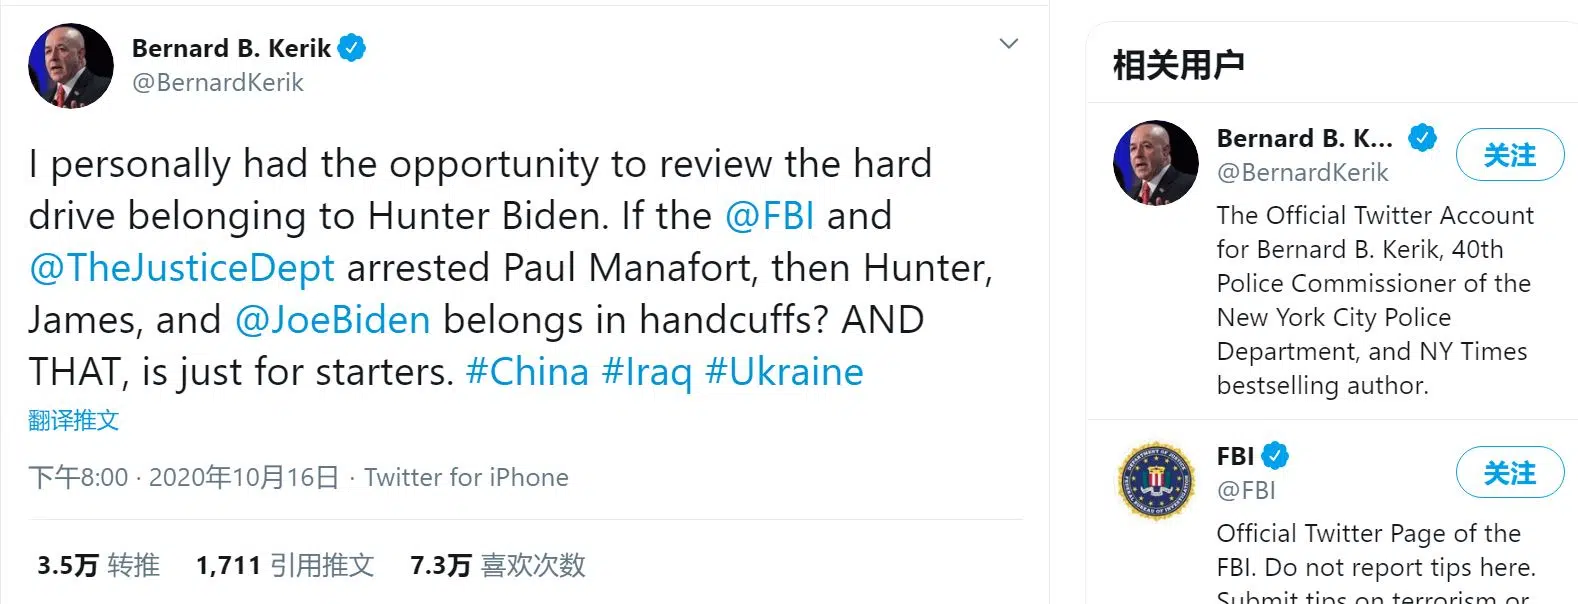 Bernard B. Kerik
@BernardKerik
I personally had the opportunity to review the hard
drive belonging to Hunter Biden. If the @FBI and
@TheJusticeDept arrested Paul Manafort, then Hunter,
James, and @JoeBiden belongs in handcuffs? AND
THAT, is just for starters. #China #Iraq #Ukraine
翻译推文
下午8:00 · 2020年10月16日 · Twitter for iPhone
3.5万 转推 1,711 引用推文 7.3万 喜欢次数
相关用户
Bernard B. K...
关注
@BernardKerik
The Official Twitter Account
for Bernard B. Kerik, 40th
Police Commissioner of the
New York City Police
Department, and NY Times
bestselling author.
FBI
关注
@FBI
Official Twitter Page of the
FBI. Do not report tips here.
Submit tips on terrorism or